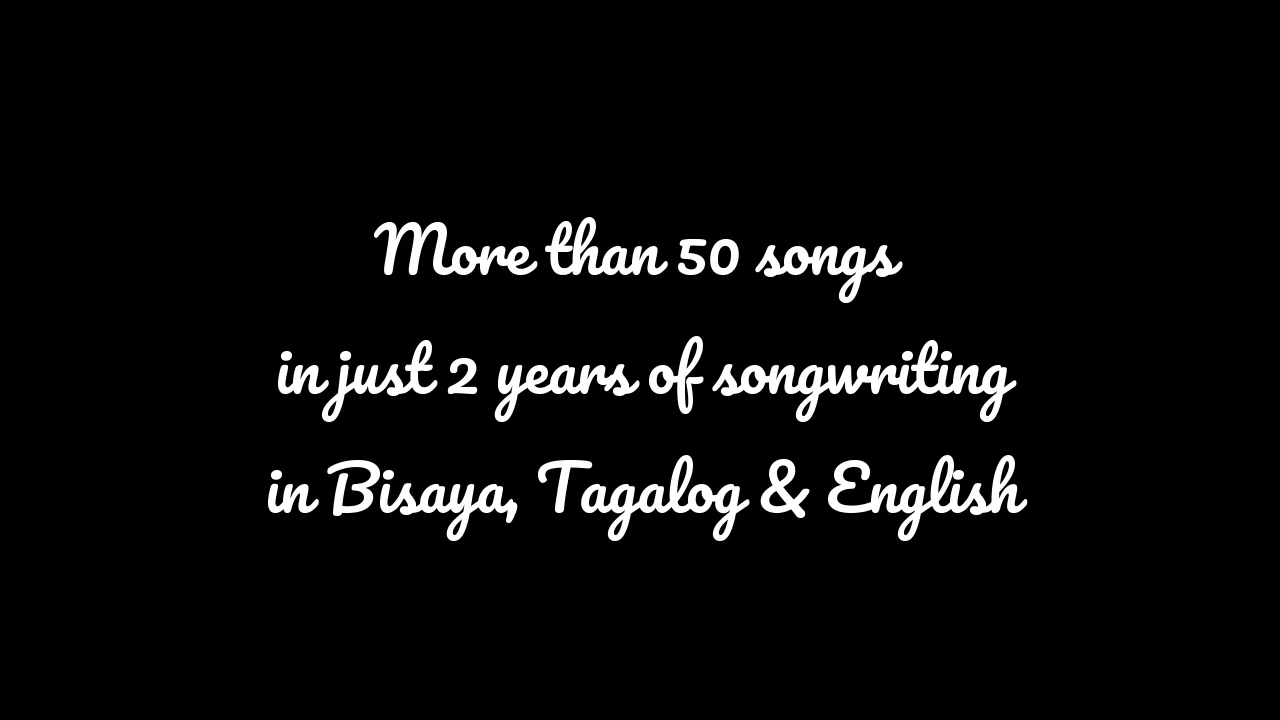 More than 50 songs
in just 2 years of songwriting
in Bisaya, Tagalog & English